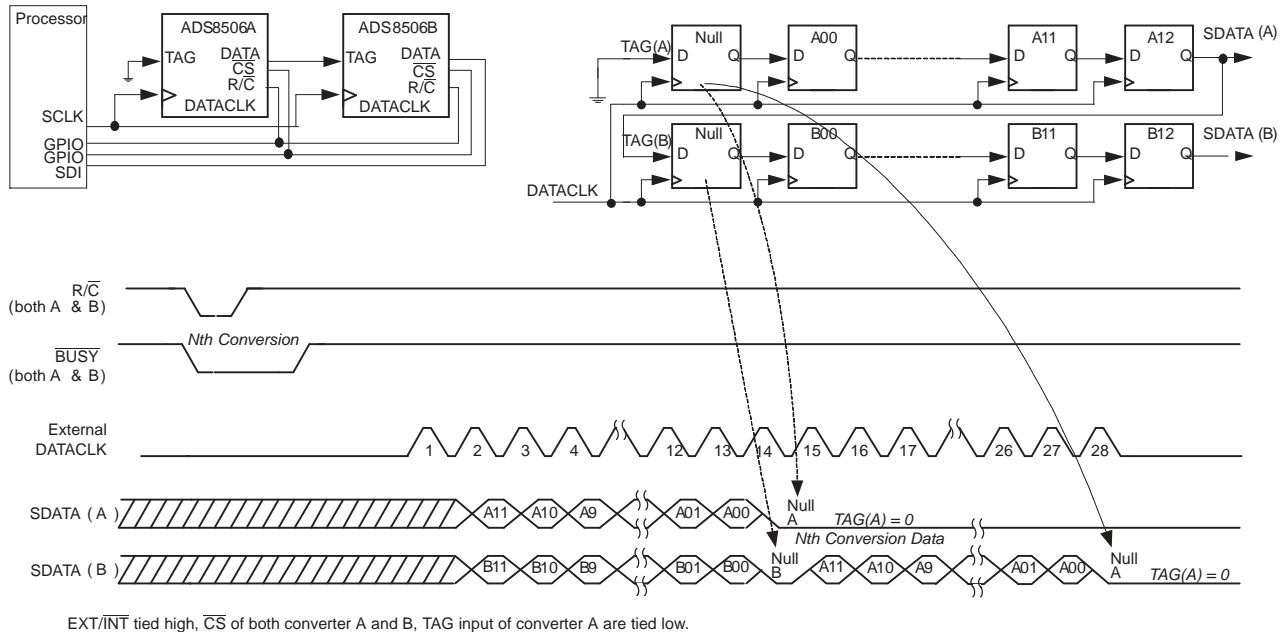 Processor
ADS8506A
ADS8506B
TAG
DATA
CS
R/C
DATACLK
TAG
DATA
CS
R/C
DATACLK
SCLK
GPIO
GPIO
SDI
TAG(A)
Null
D
Q
A00
D
Q
A11
D
Q
A12
D
Q
SDATA (A)
TAG(B)
Null
D
Q
B00
D
Q
B11
D
Q
B12
D
Q
SDATA (B)
DATACLK
R/C
(both A & B)
Nth Conversion
BUSY
(both A & B)
External
DATACLK
1 2 3 4 12 13 14 15 16 17 26 27 28
SDATA ( A )
A11 A10 A9 A01 A00
Null
A
TAG(A) = 0
Nth Conversion Data
SDATA ( B )
B11 B10 B9 B01 B00
Null
B
A11 A10 A9 A01 A00
Null
A
TAG(A) = 0
EXT/INT tied high, CS of both converter A and B, TAG input of converter A are tied low.